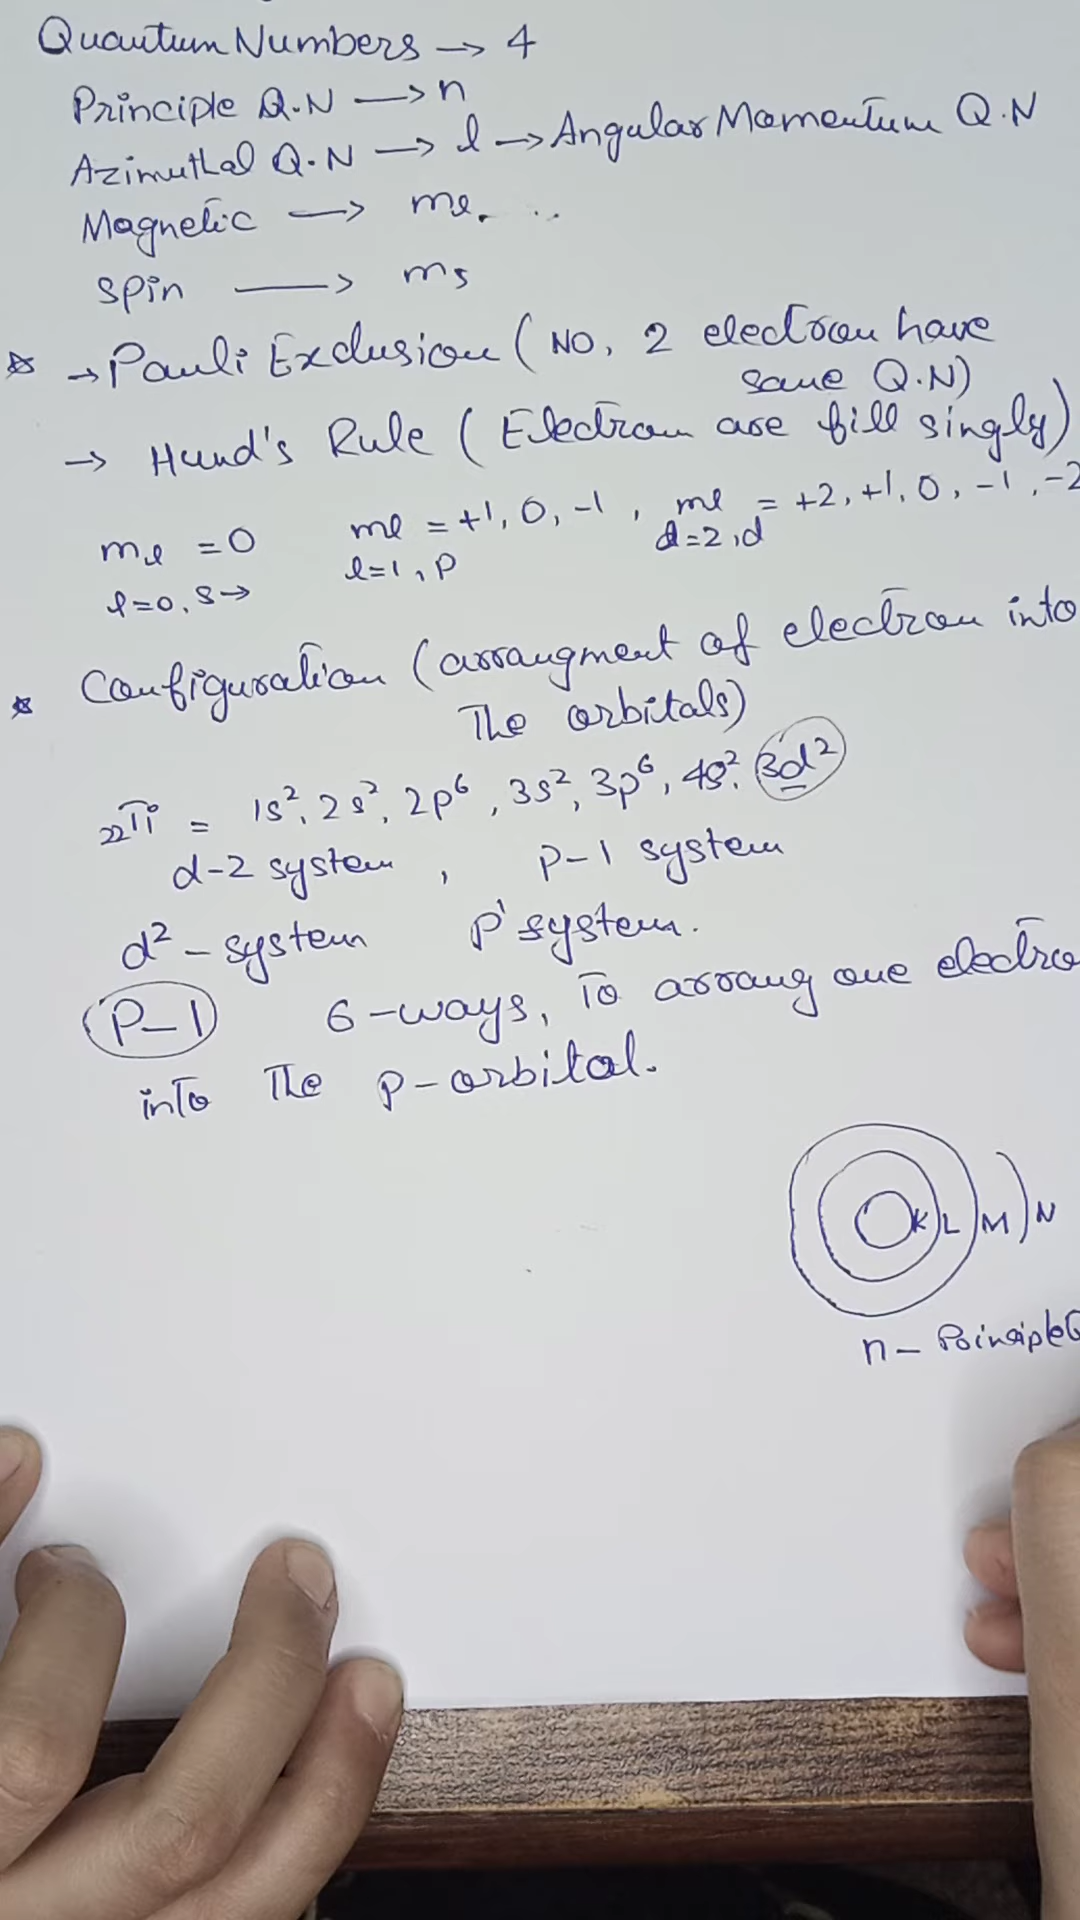 Quantum Numbers → 4
Principle Q.N → n
Azimuthal Q.N → l → Angular Momentum Q.N
Magnetic → ml.
Spin → ms
→ Pauli Exclusion (NO, 2 electron have
same Q.N)
→ Hund's Rule (Electron are fill singly)
ml = 0 ml = +1, 0, -1, ml = +2, +1, 0, -1, -2
l=0, s→ l=1, p d=2, d
Configuration (arrangment of electron into
The orbitals)
22Ti = 1s², 2s², 2p⁶, 3s², 3p⁶, 4s², 3d²
d-2 system, p-1 system
d²-system p¹ system.
P-1 6-ways, To arrang one electro
into The p-orbital.
K L M N
n - Principle Q